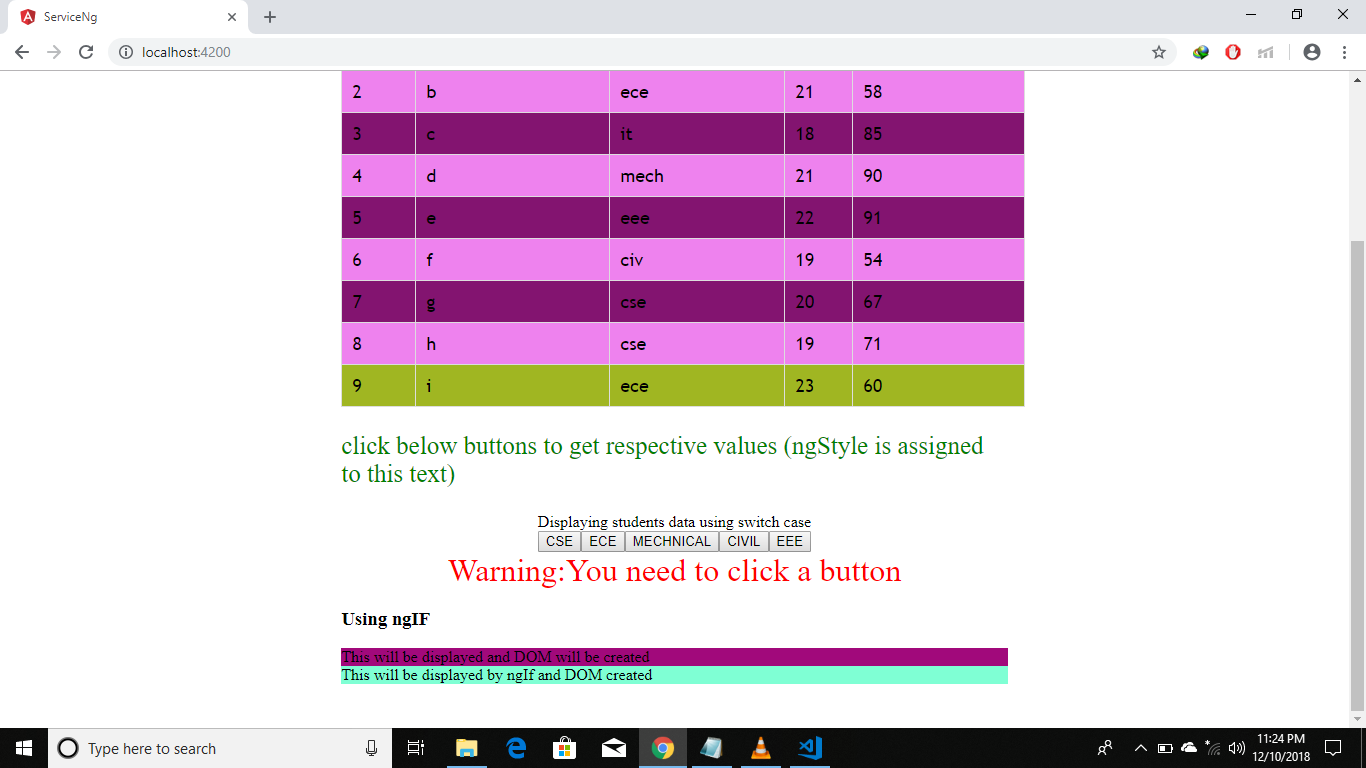 ServiceNg
localhost:4200
2 b ece 21 58
3 c it 18 85
4 d mech 21 90
5 e eee 22 91
6 f civ 19 54
7 g cse 20 67
8 h cse 19 71
9 i ece 23 60
click below buttons to get respective values (ngStyle is assigned
to this text)
Displaying students data using switch case
CSE ECE MECHNICAL CIVIL EEE
Warning:You need to click a button
Using ngIF
This will be displayed and DOM will be created
This will be displayed by ngIf and DOM created
Type here to search
11:24 PM
12/10/2018